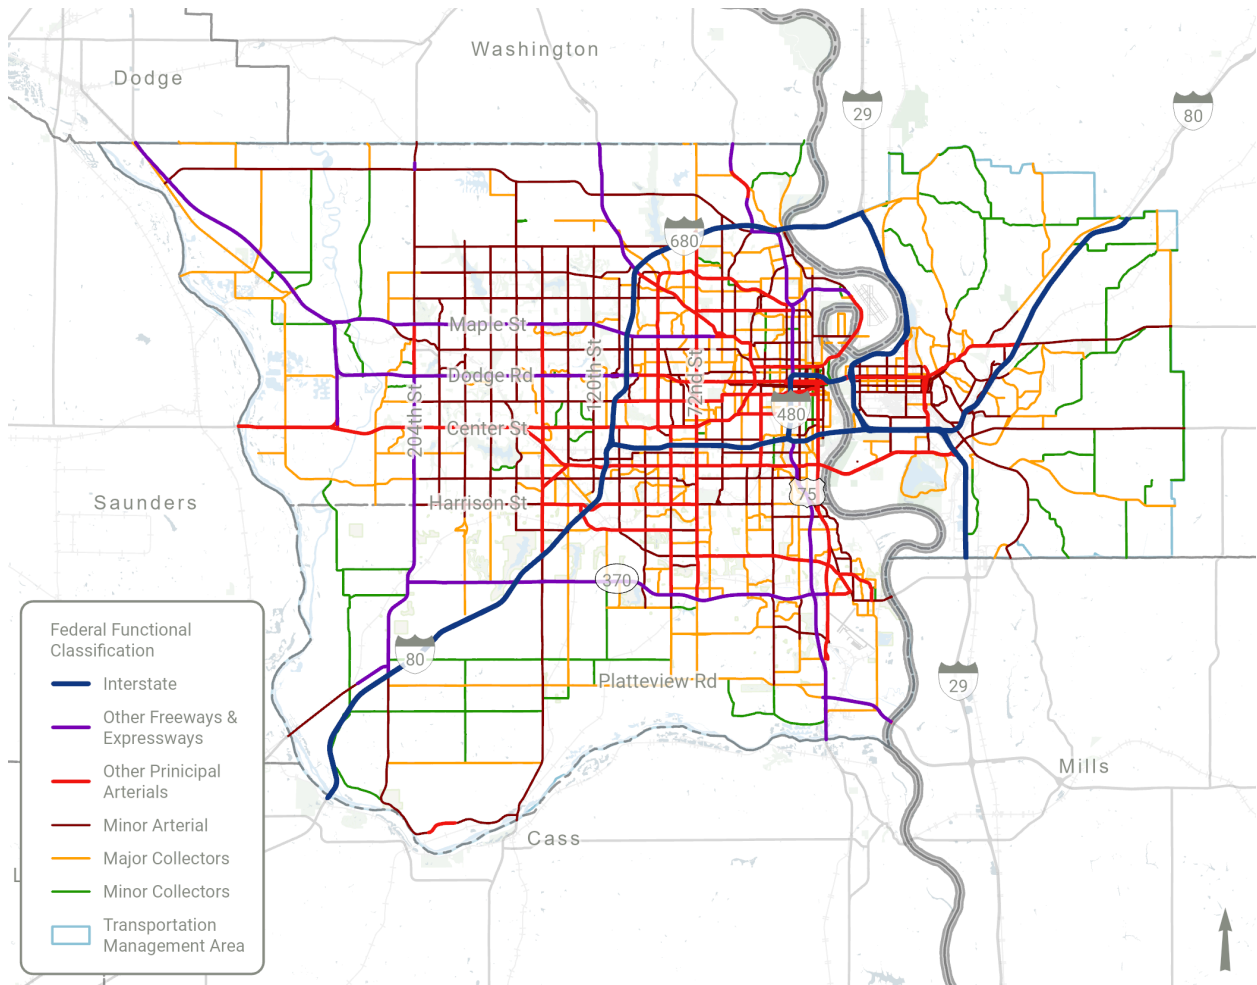 Washington
Dodge
29
80
680
Maple St
120th St
72nd St
Dodge Rd
204th St
480
Center St
75
Saunders
Harrison St
370
80
29
Platteview Rd
Mills
Cass
L
Federal Functional
Classification
Interstate
Other Freeways &
Expressways
Other Prinicipal
Arterials
Minor Arterial
Major Collectors
Minor Collectors
Transportation
Management Area